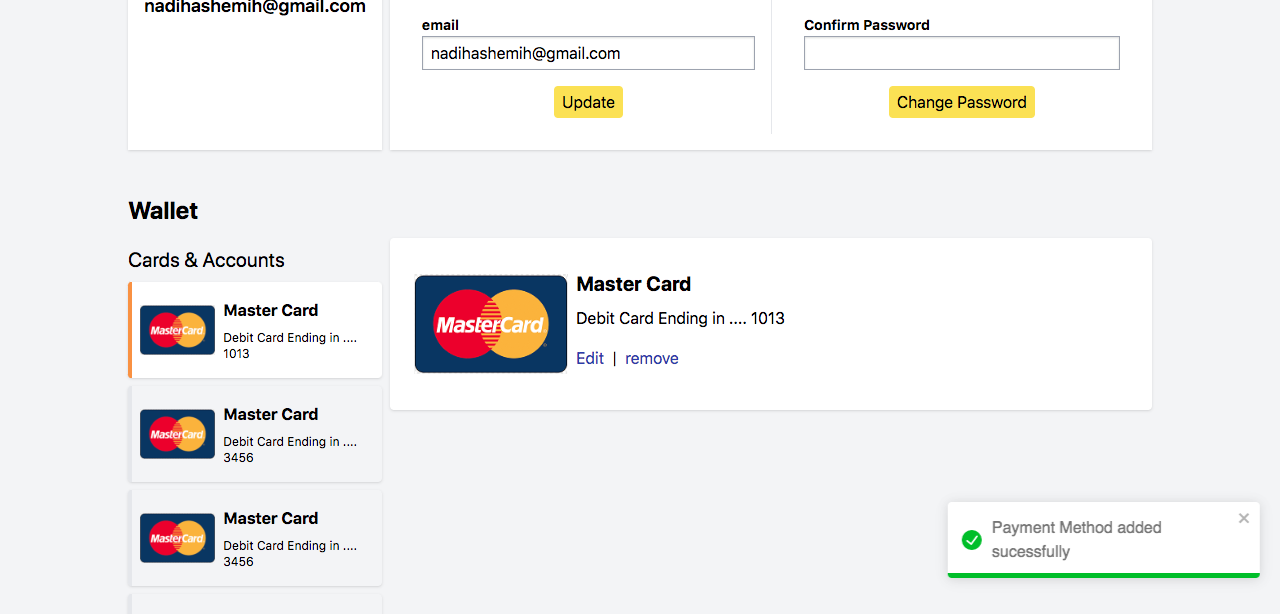 nadihashemih@gmail.com
email
nadihashemih@gmail.com
Update
Confirm Password
Change Password
Wallet
Cards & Accounts
MasterCard
Master Card
Debit Card Ending in ....
1013
MasterCard
Master Card
Debit Card Ending in ....
3456
MasterCard
Master Card
Debit Card Ending in ....
3456
MasterCard
Master Card
Debit Card Ending in .... 1013
Edit | remove
Payment Method added
sucessfully